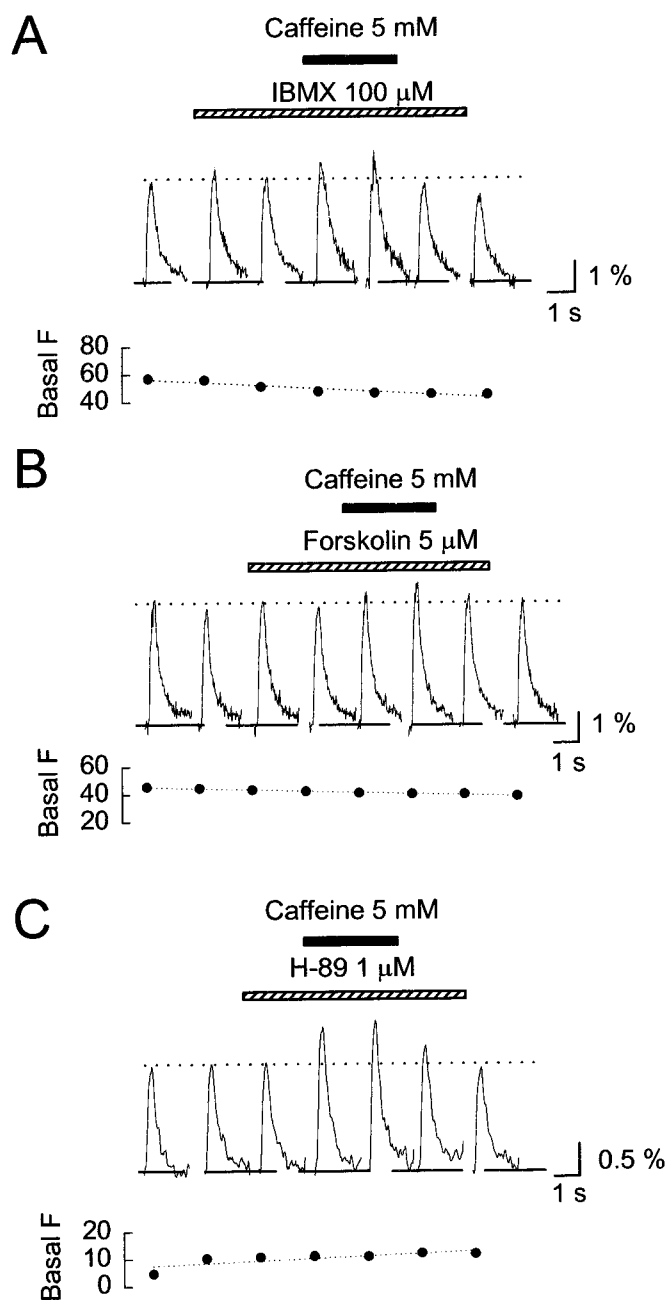 A
Caffeine 5 mM
IBMX 100 μM
1 %
1 s
Basal F
80
60
40
B
Caffeine 5 mM
Forskolin 5 μM
1 %
1 s
Basal F
60
40
20
C
Caffeine 5 mM
H-89 1 μM
0.5 %
1 s
Basal F
20
10
0